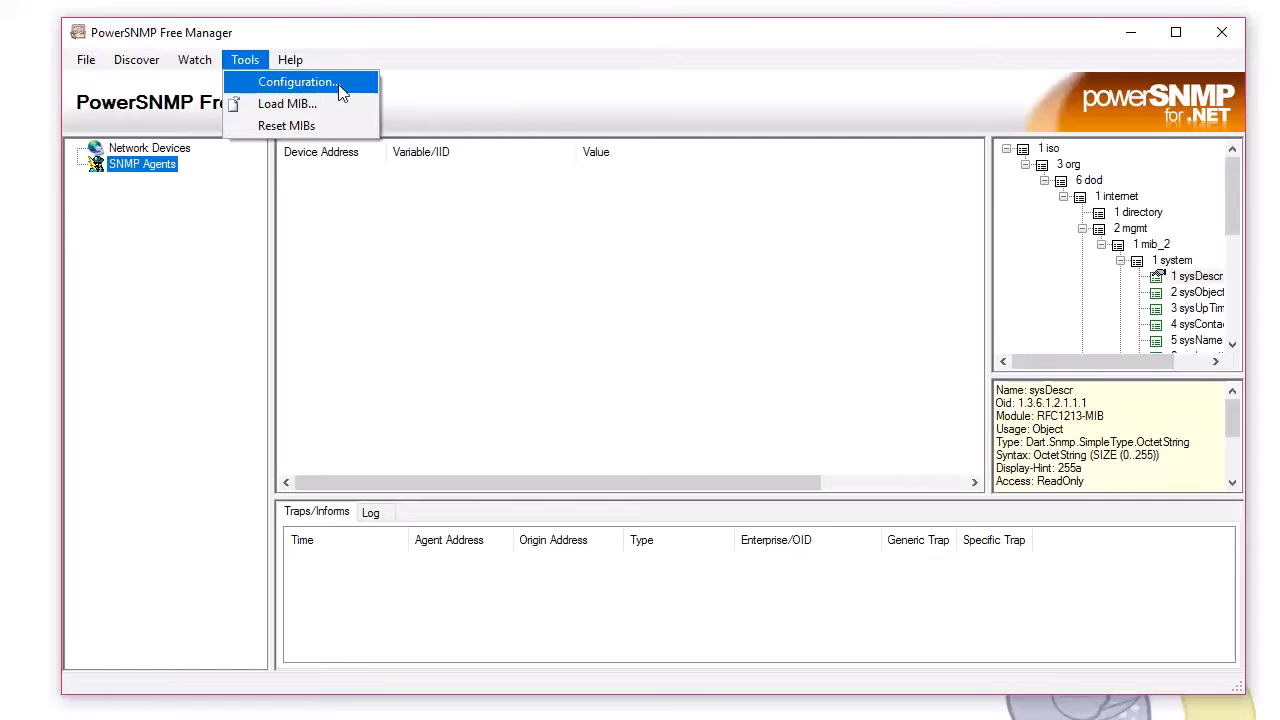 PowerSNMP Free Manager
File Discover Watch Tools Help
Configuration...
Load MIB...
Reset MIBs
PowerSNMP
powerSNMP
for .NET
Network Devices
SNMP Agents
Device Address Variable/IID Value
1 iso
3 org
6 dod
1 internet
1 directory
2 mgmt
1 mib_2
1 system
1 sysDescr
2 sysObject
3 sysUpTim
4 sysConta
5 sysName
Name: sysDescr
Oid: 1.3.6.1.2.1.1.1
Module: RFC1213-MIB
Usage: Object
Type: Dart.Snmp.SimpleType.OctetString
Syntax: OctetString (SIZE (0..255))
Display-Hint: 255a
Access: ReadOnly
Traps/Informs Log
Time Agent Address Origin Address Type Enterprise/OID Generic Trap Specific Trap